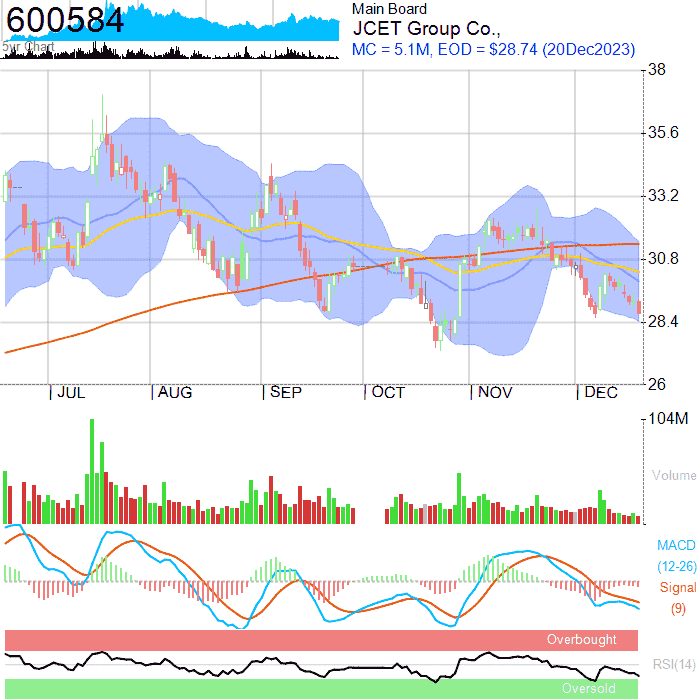 600584
5yr Chart
Main Board
JCET Group Co.,
MC = 5.1M, EOD = $28.74 (20Dec2023)
38
35.6
33.2
30.8
28.4
26
JUL AUG SEP OCT NOV DEC
104M
Volume
MACD
(12-26)
Signal
(9)
Overbought
RSI(14)
Oversold